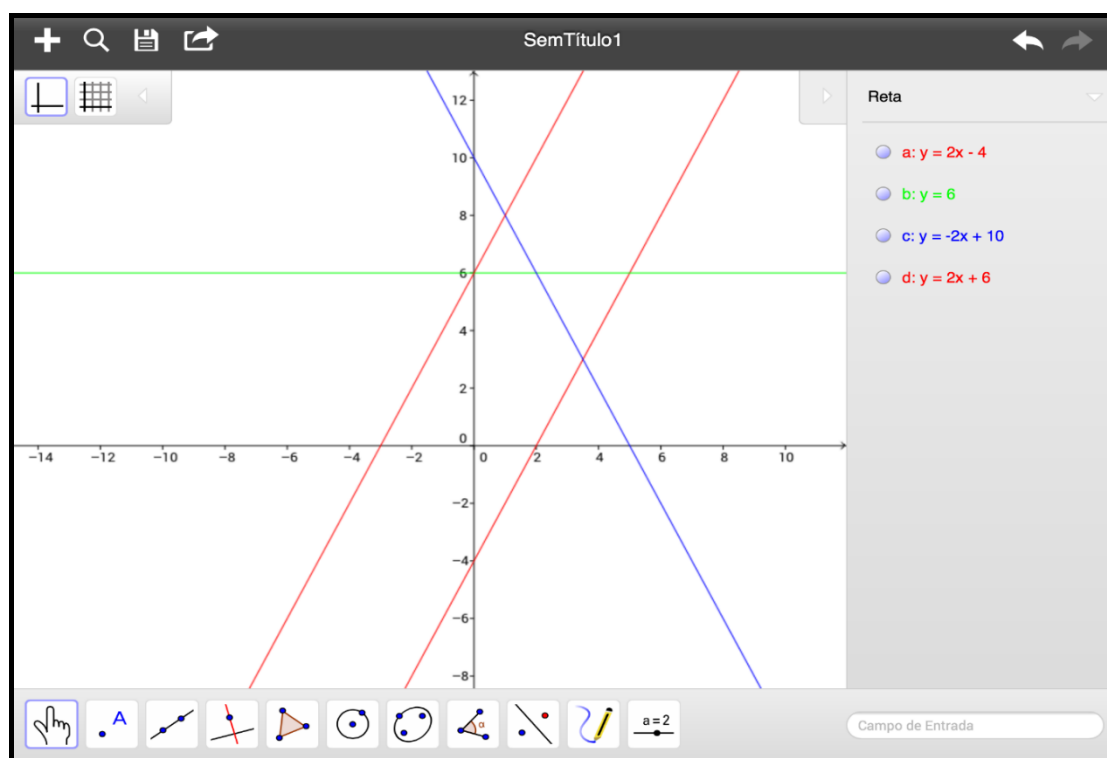 SemTítulo1
Reta
a: y = 2x - 4
b: y = 6
c: y = -2x + 10
d: y = 2x + 6
12
10
8
6
4
2
0
−14 −12 −10 −8 −6 −4 −2 0 2 4 6 8 10
−2
−4
−6
−8
A
α
a = 2
Campo de Entrada